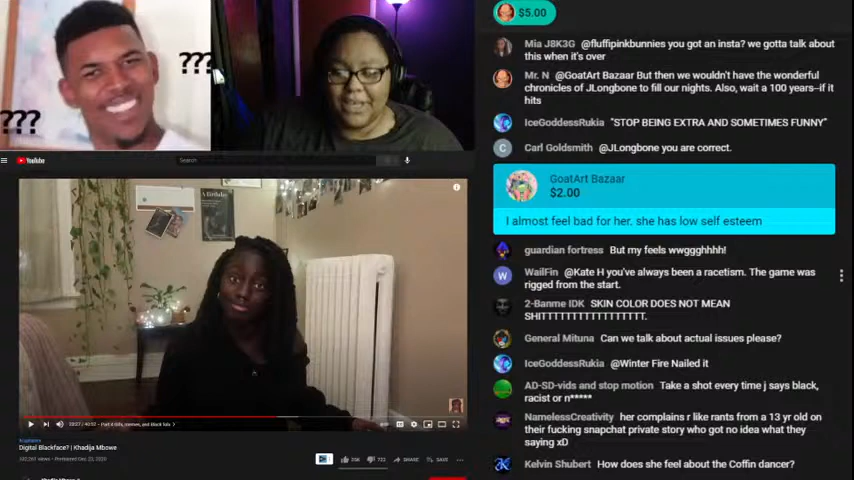 ???
???
YouTube
Search
$5.00
Mia J8K3G @fluffipinkbunnies you got an insta? we gotta talk about
this when it's over
Mr. N @GoatArt Bazaar But then we wouldn't have the wonderful
chronicles of JLongbone to fill our nights. Also, wait a 100 years--if it
hits
IceGoddessRukia "STOP BEING EXTRA AND SOMETIMES FUNNY"
C Carl Goldsmith @JLongbone you are correct.
GoatArt Bazaar
$2.00
I almost feel bad for her. she has low self esteem
guardian fortress But my feels wwggghhhh!
W WailFin @Kate H you've always been a racetism. The game was
rigged from the start.
2-Banme IDK SKIN COLOR DOES NOT MEAN
SHITTTTTTTTTTTTTTTTT.
General Mituna Can we talk about actual issues please?
IceGoddessRukia @Winter Fire Nailed it
AD-SD-vids and stop motion Take a shot every time j says black,
racist or n*****
NamelessCreativity her complains r like rants from a 13 yr old on
their fucking snapchat private story who got no idea what they
saying xD
Kelvin Shubert How does she feel about the Coffin dancer?
Digital Blackface? | Khadija Mbowe
SHARE
SAVE